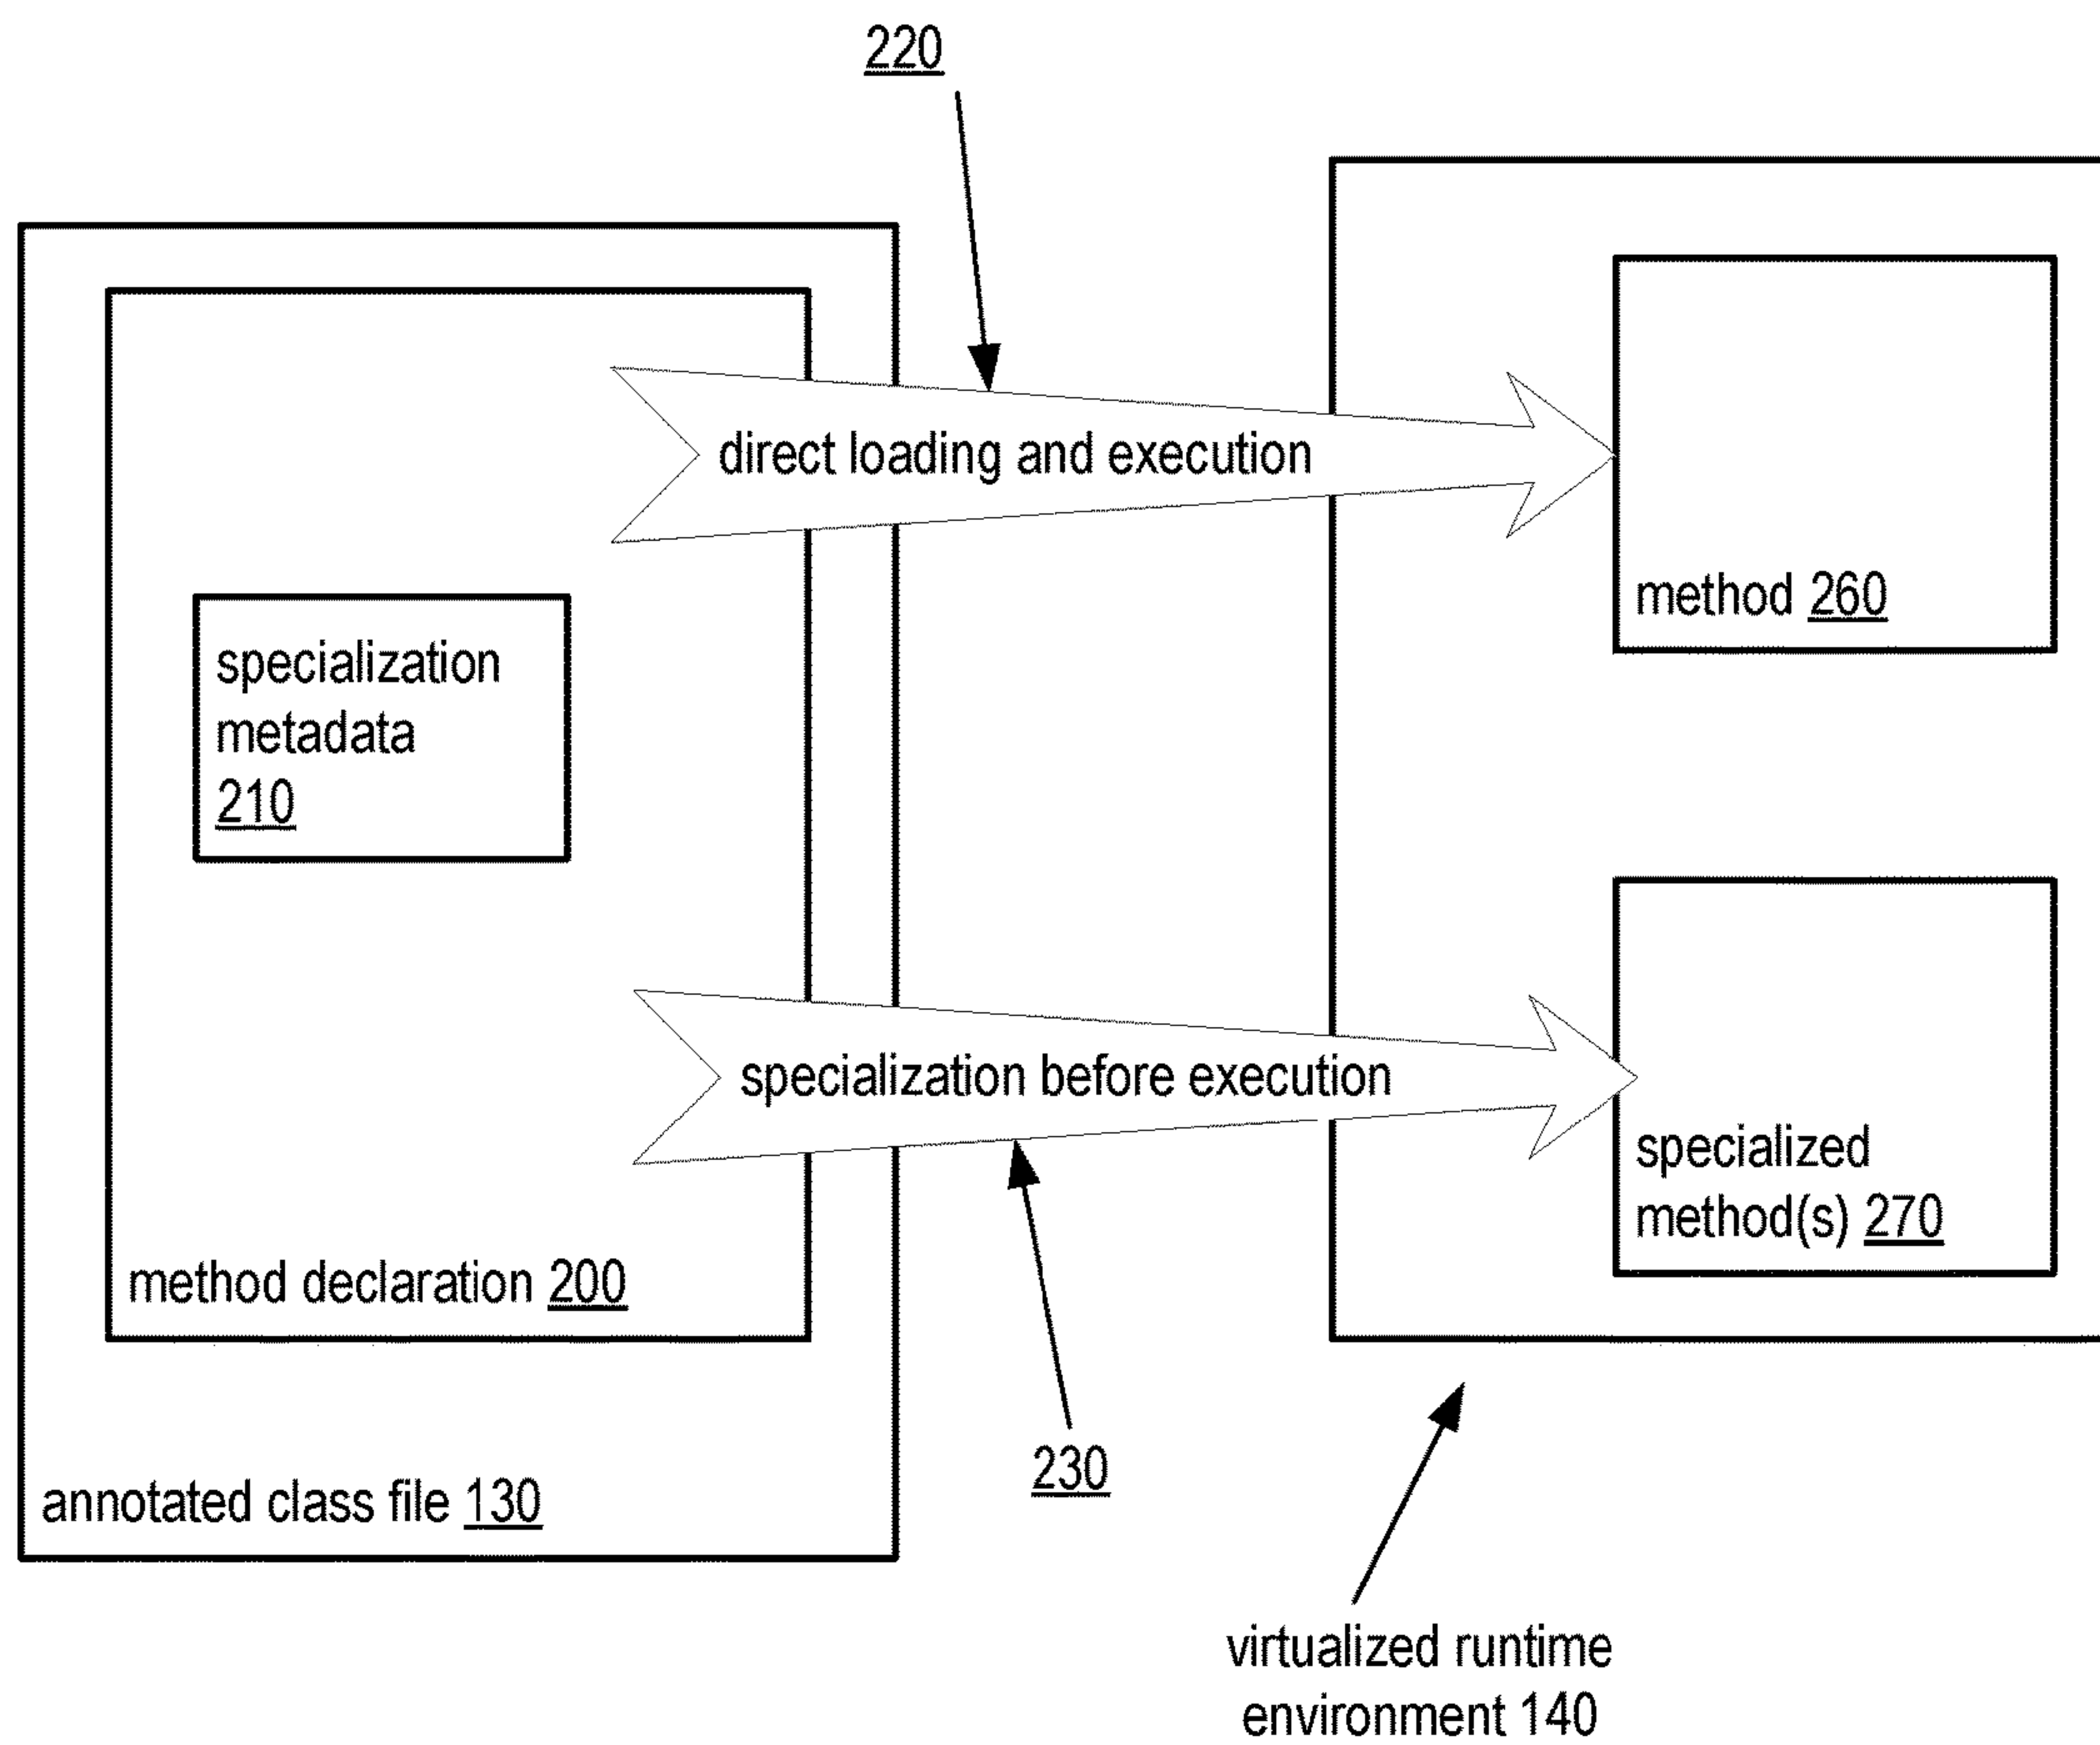 220
direct loading and execution
method 260
specialization
metadata
210
specialization before execution
specialized
method(s) 270
method declaration 200
230
annotated class file 130
virtualized runtime
environment 140